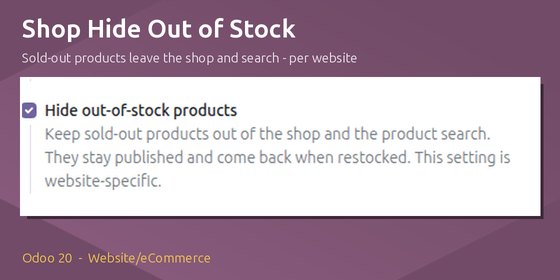 Shop Hide Out of Stock
Sold-out products leave the shop and search - per website
Hide out-of-stock products
Keep sold-out products out of the shop and the product search.
They stay published and come back when restocked. This setting is
website-specific.
Odoo 20 - Website/eCommerce